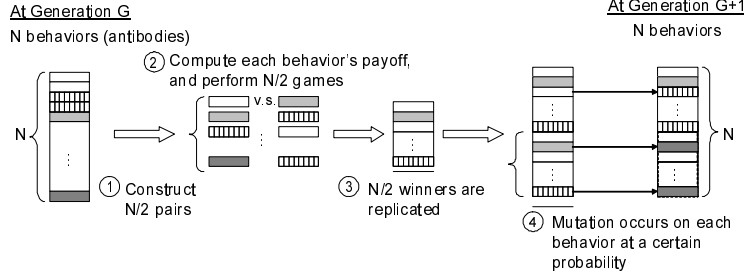 At Generation G
N behaviors (antibodies)
N
① Construct
N/2 pairs
② Compute each behavior's payoff,
and perform N/2 games
v.s.
③ N/2 winners are
replicated
At Generation G+1
N behaviors
N
④ Mutation occurs on each
behavior at a certain
probability